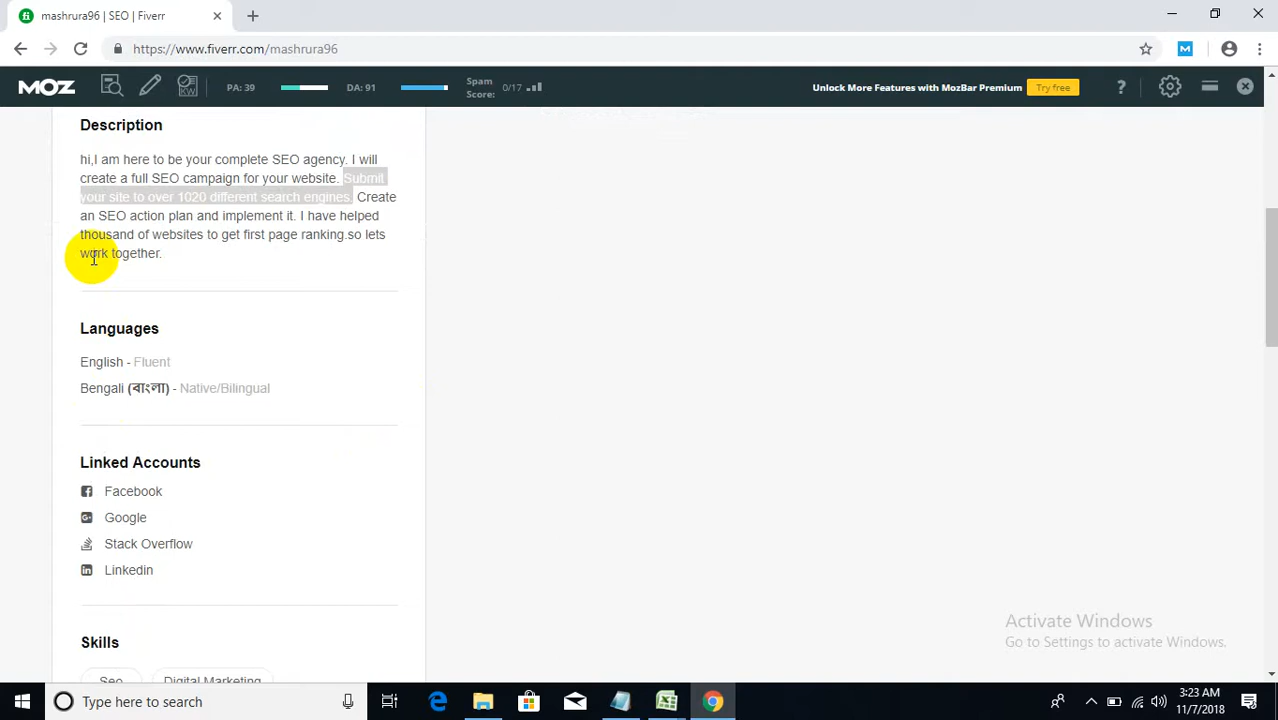 mashrura96 | SEO | Fiverr
https://www.fiverr.com/mashrura96
MOZ
KW
PA: 39
DA: 91
Spam
Score:
0/17
Unlock More Features with MozBar Premium
Try free
?
M
Description
hi,I am here to be your complete SEO agency. I will
create a full SEO campaign for your website. Submit
your site to over 1020 different search engines. Create
an SEO action plan and implement it. I have helped
thousand of websites to get first page ranking.so lets
work together.
Languages
English - Fluent
Bengali (বাংলা) - Native/Bilingual
Linked Accounts
Facebook
Google
Stack Overflow
Linkedin
Skills
Seo
Digital Marketing
Activate Windows
Go to Settings to activate Windows.
Type here to search
3:23 AM
11/7/2018